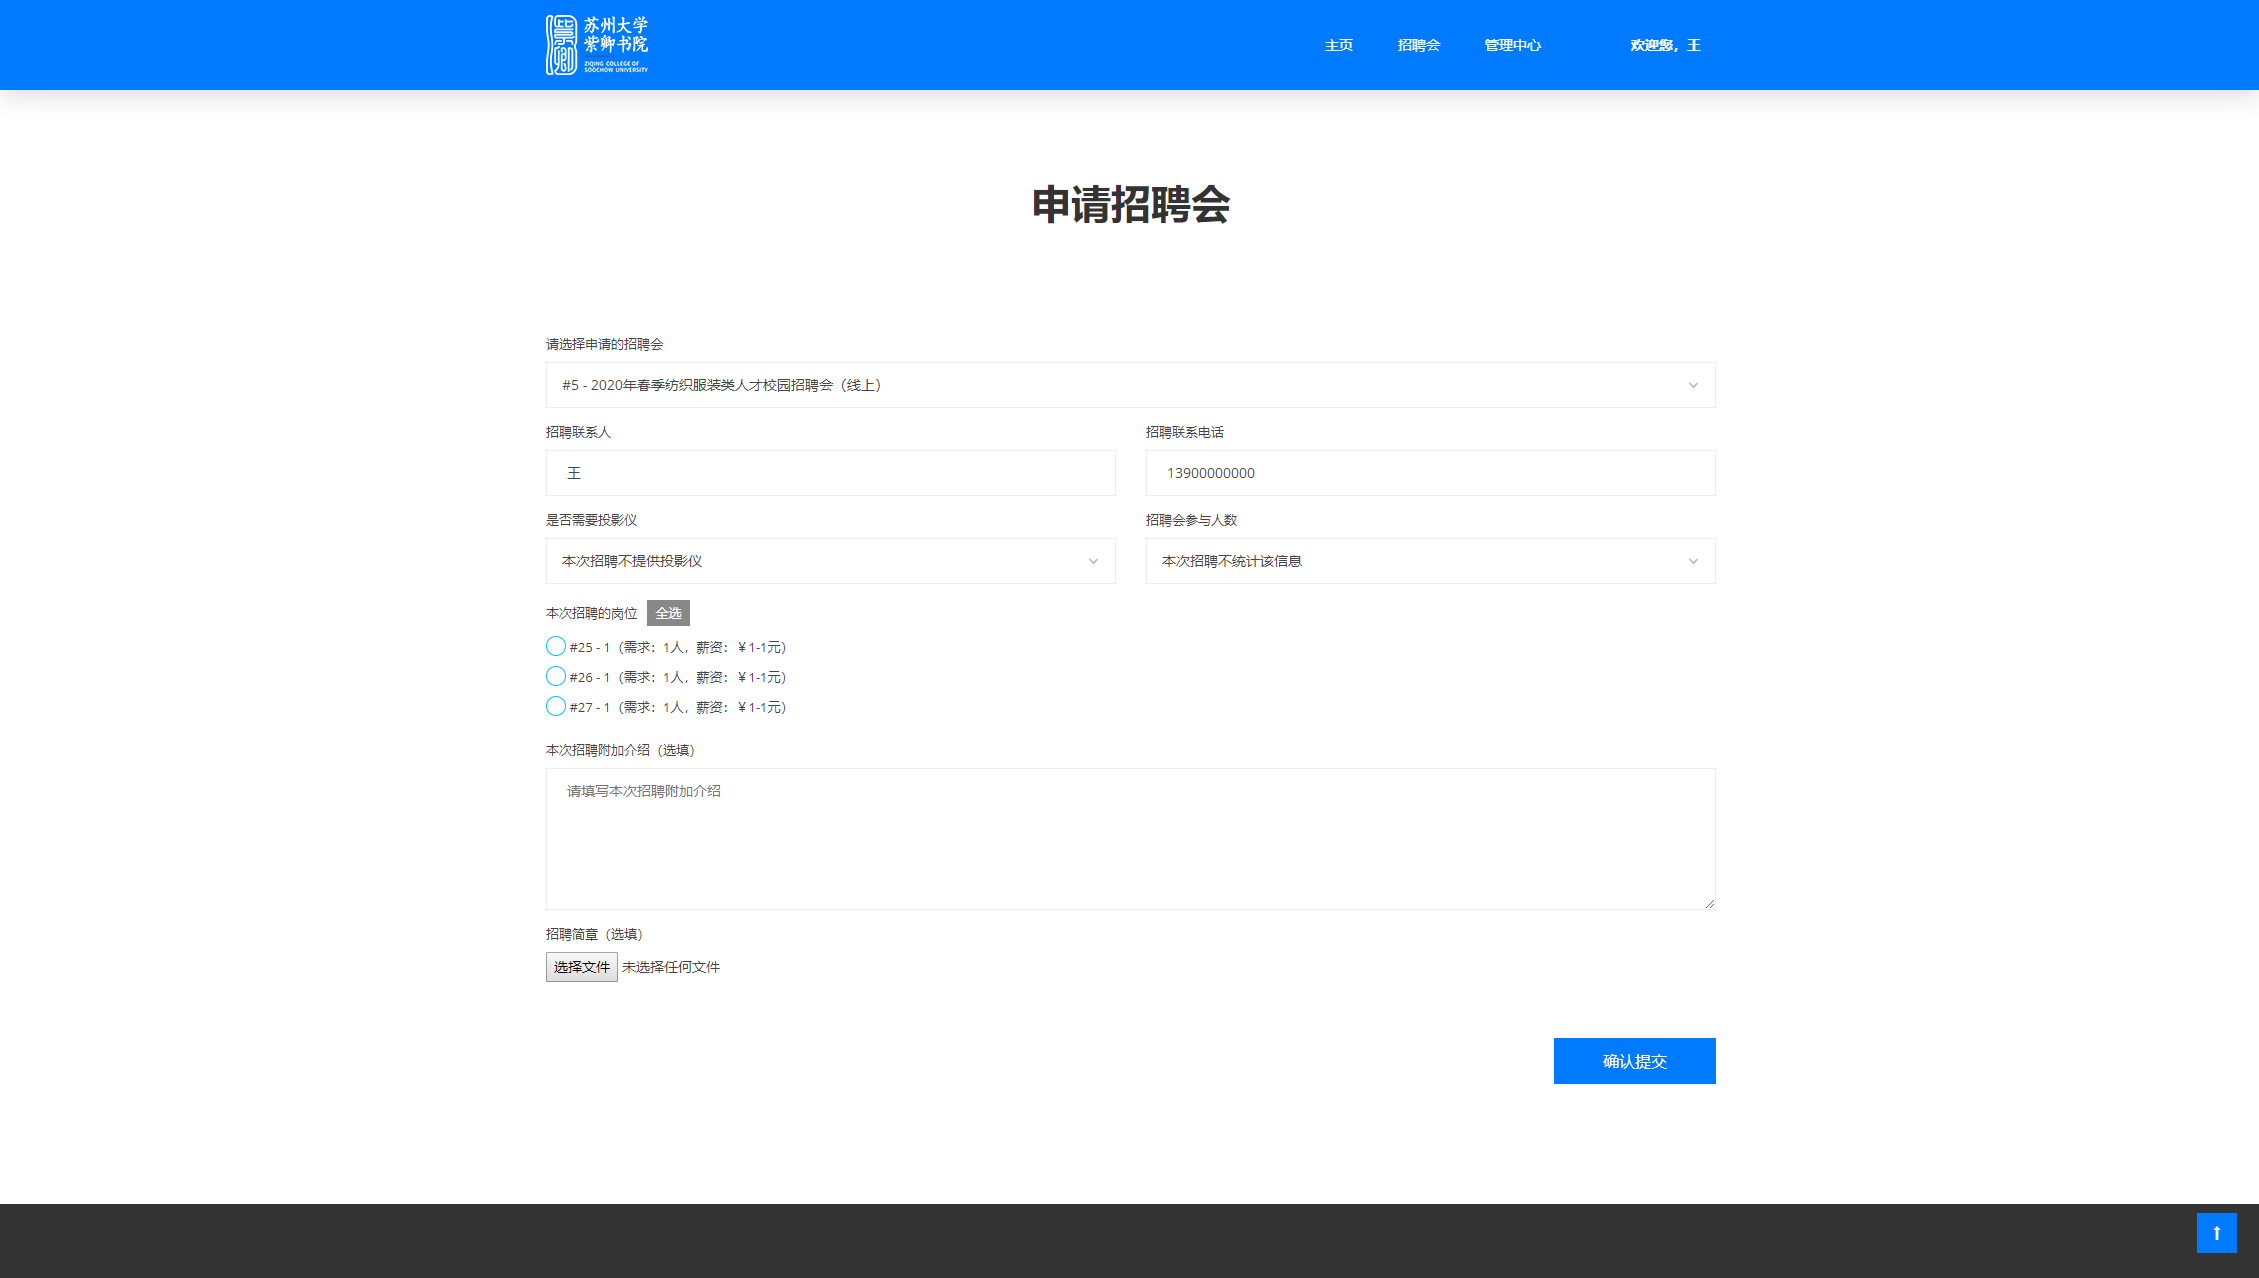 苏州大学
紫卿书院
ZIQING COLLEGE OF
SOOCHOW UNIVERSITY
主页 招聘会 管理中心 欢迎您，王
申请招聘会
请选择申请的招聘会
#5 - 2020年春季纺织服装类人才校园招聘会（线上）
招聘联系人 招聘联系电话
王 13900000000
是否需要投影仪 招聘会参与人数
本次招聘不提供投影仪 本次招聘不统计该信息
本次招聘的岗位 全选
#25 - 1（需求：1人，薪资：￥1-1元）
#26 - 1（需求：1人，薪资：￥1-1元）
#27 - 1（需求：1人，薪资：￥1-1元）
本次招聘附加介绍（选填）
请填写本次招聘附加介绍
招聘简章（选填）
选择文件 未选择任何文件
确认提交